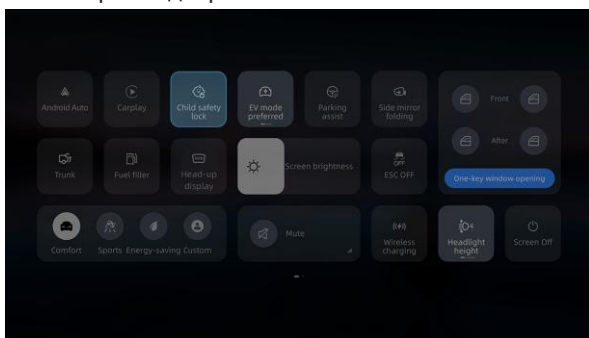 Android Auto
Carplay
Child safety
lock
EV mode
preferred
Parking
assist
Side mirror
folding
Front
After
One-key window opening
Trunk
Fuel filler
Head-up
display
Screen brightness
OFF
ESC OFF
Comfort
Sports
Energy-saving
Custom
Mute
Wireless
charging
Headlight
height
Screen Off